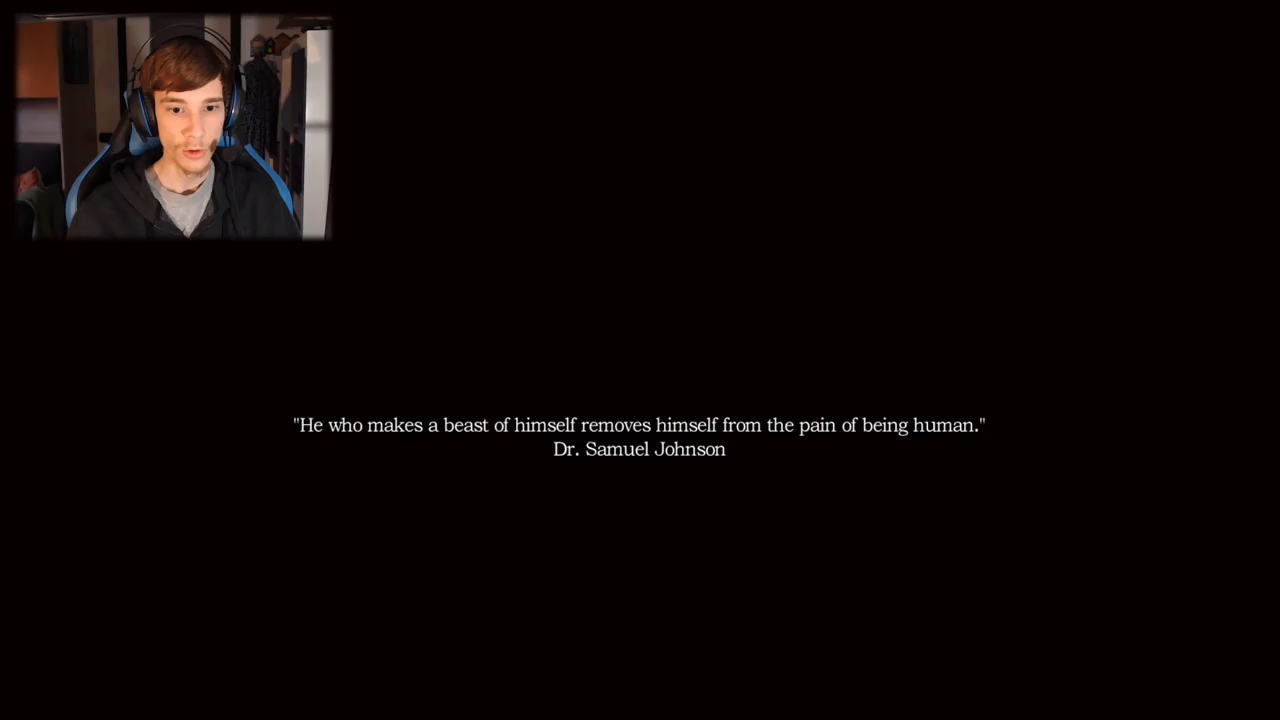 "He who makes a beast of himself removes himself from the pain of being human."
Dr. Samuel Johnson